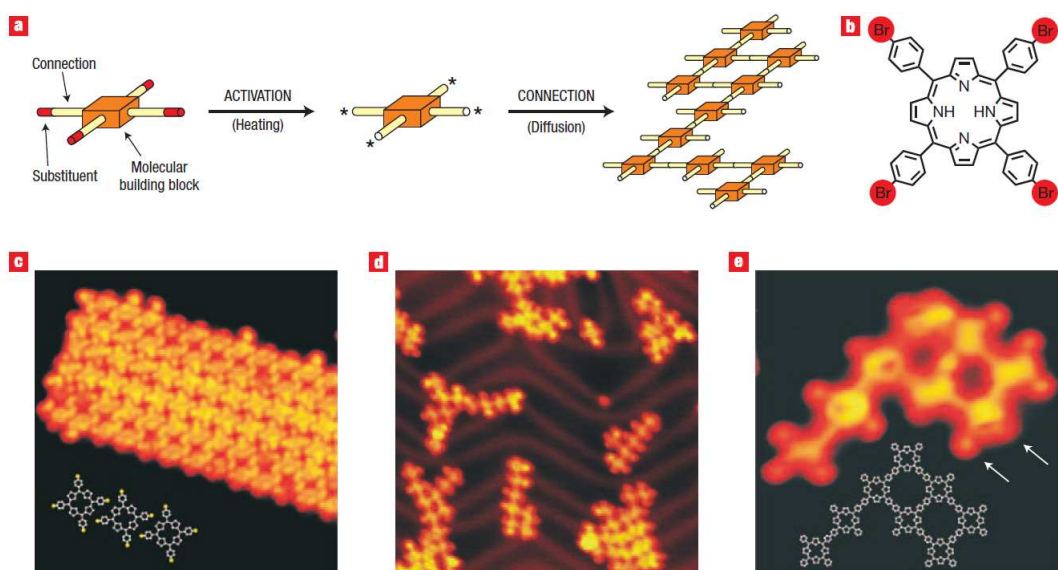 a
Connection
Substituent
Molecular
building block
ACTIVATION
(Heating)
*
*
*
*
CONNECTION
(Diffusion)
b
Br
Br
N
NH
HN
N
Br
Br
c
d
e